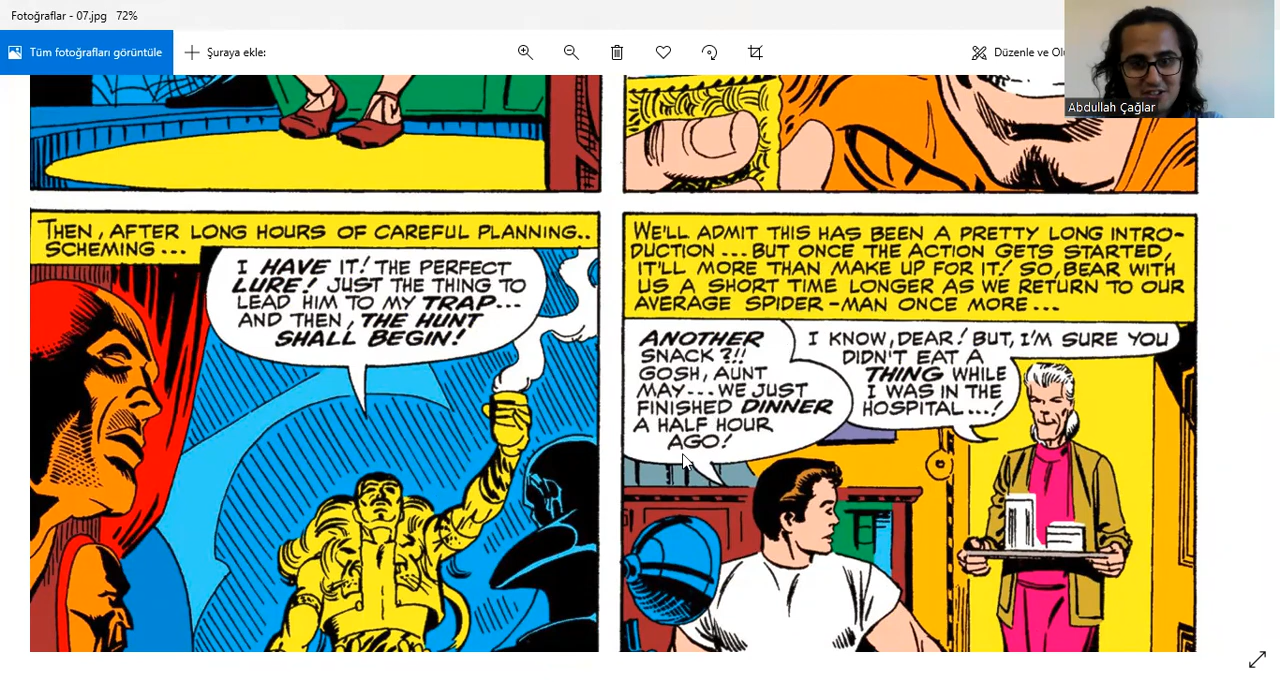 Fotoğraflar - 07.jpg 72%
Tüm fotoğrafları görüntüle
Şuraya ekle:
Düzenle ve Olu
Abdullah Çağlar
THEN, AFTER LONG HOURS OF CAREFUL PLANNING..
SCHEMING...
I HAVE IT! THE PERFECT
LURE! JUST THE THING TO
LEAD HIM TO MY TRAP...
AND THEN, THE HUNT
SHALL BEGIN!
WE'LL ADMIT THIS HAS BEEN A PRETTY LONG INTRO-
DUCTION... BUT ONCE THE ACTION GETS STARTED,
IT'LL MORE THAN MAKE UP FOR IT! SO, BEAR WITH
US A SHORT TIME LONGER AS WE RETURN TO OUR
AVERAGE SPIDER-MAN ONCE MORE...
ANOTHER
SNACK?!!
GOSH, AUNT
MAY... WE JUST
FINISHED DINNER
A HALF HOUR
AGO!
I KNOW, DEAR! BUT, I'M SURE YOU
DIDN'T EAT A
THING WHILE
I WAS IN THE
HOSPITAL...!